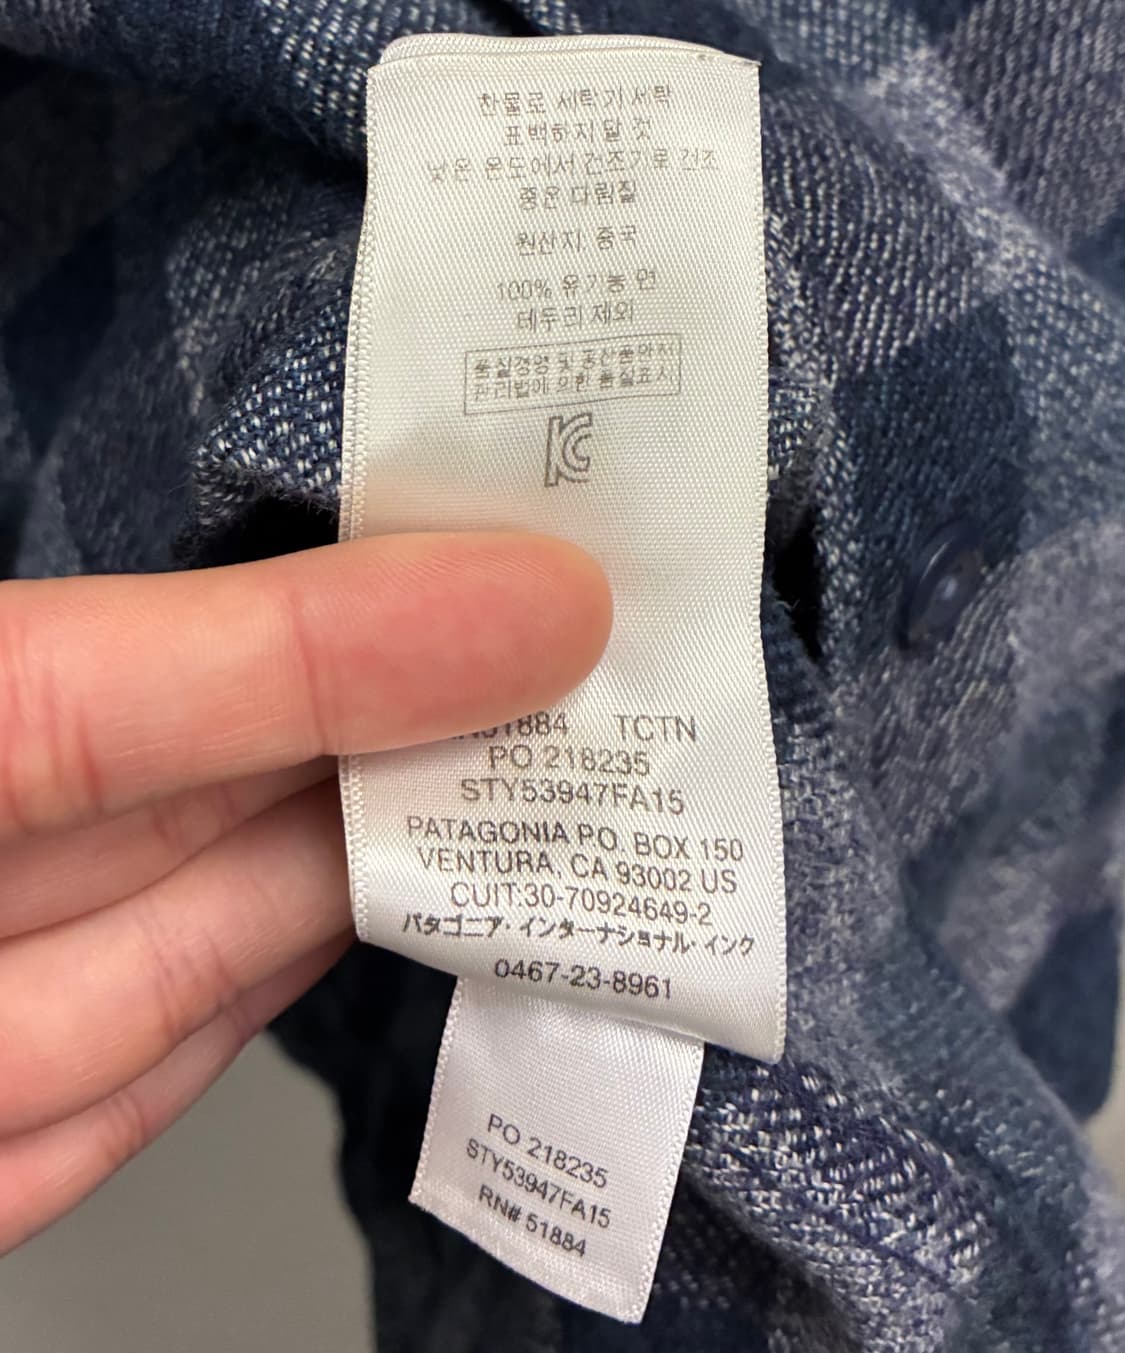 찬물로 세탁기 세탁
표백하지 말 것
낮은 온도에서 건조기로 건조
중온 다림질
원산지: 중국
100% 유기농 면
테두리 제외
품질경영 및 공산품안전
관리법에 의한 품질표시
51884 TCTN
PO 218235
STY53947FA15
PATAGONIA PO. BOX 150
VENTURA, CA 93002 US
CUIT:30-70924649-2
パタゴニア・インターナショナル・インク
0467-23-8961
PO 218235
STY53947FA15
RN# 51884